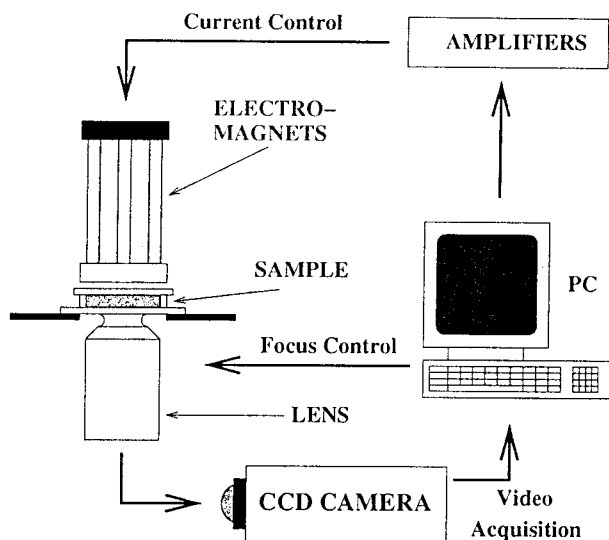 Current Control
AMPLIFIERS
ELECTRO–
MAGNETS
SAMPLE
PC
Focus Control
LENS
CCD CAMERA
Video
Acquisition